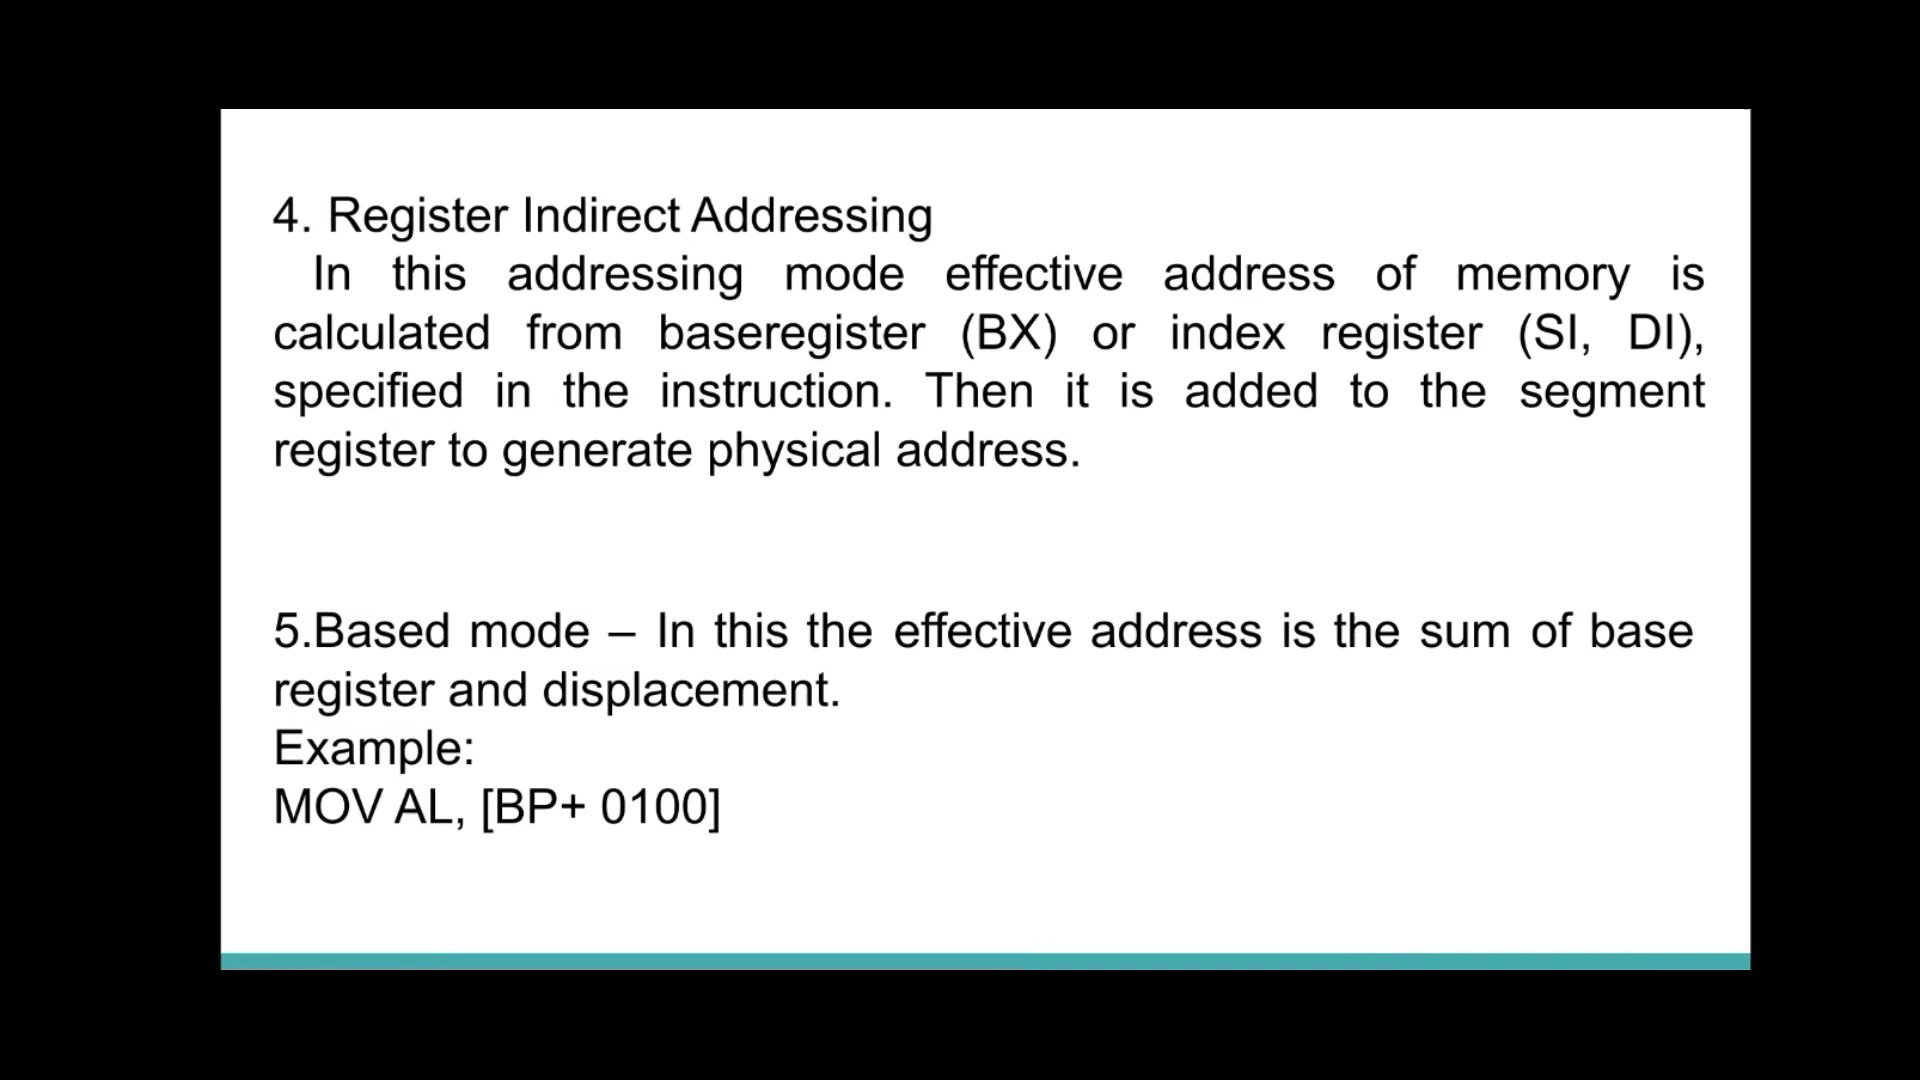 4. Register Indirect Addressing
In this addressing mode effective address of memory is
calculated from baseregister (BX) or index register (SI, DI),
specified in the instruction. Then it is added to the segment
register to generate physical address.
5.Based mode – In this the effective address is the sum of base
register and displacement.
Example:
MOV AL, [BP+ 0100]